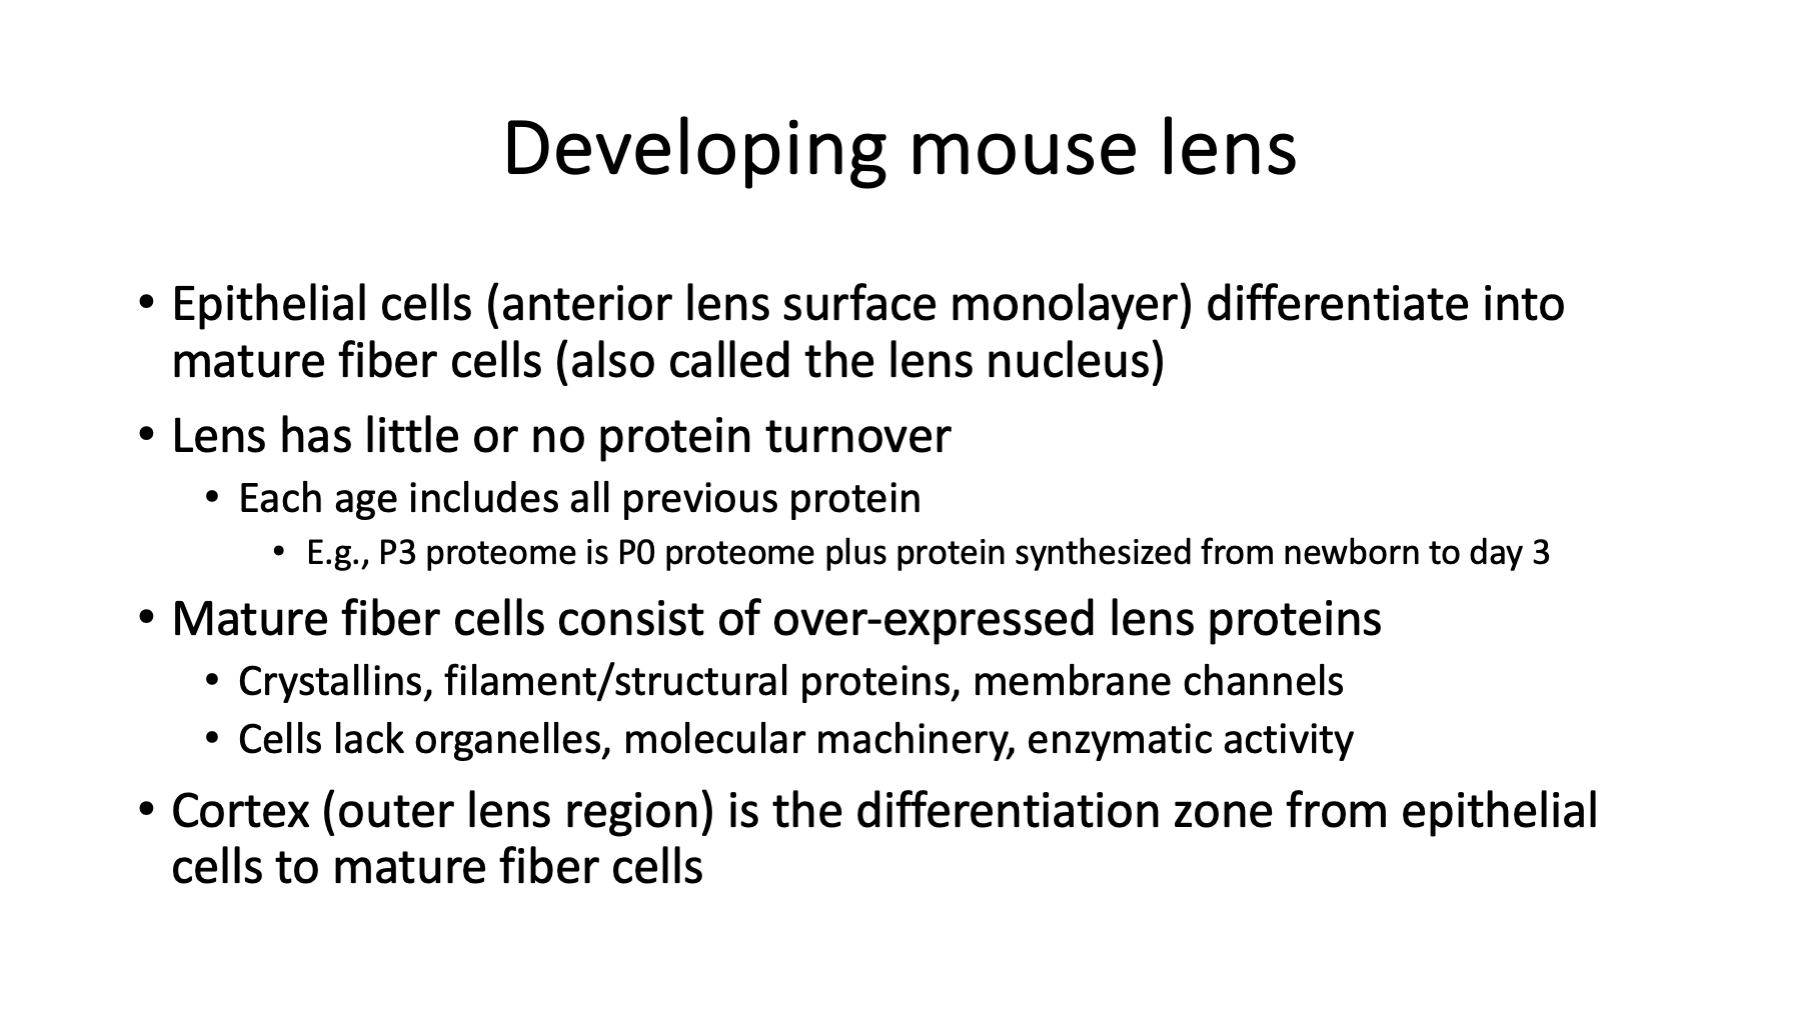 Developing mouse lens
• Epithelial cells (anterior lens surface monolayer) differentiate into
mature fiber cells (also called the lens nucleus)
• Lens has little or no protein turnover
• Each age includes all previous protein
• E.g., P3 proteome is P0 proteome plus protein synthesized from newborn to day 3
• Mature fiber cells consist of over-expressed lens proteins
• Crystallins, filament/structural proteins, membrane channels
• Cells lack organelles, molecular machinery, enzymatic activity
• Cortex (outer lens region) is the differentiation zone from epithelial
cells to mature fiber cells